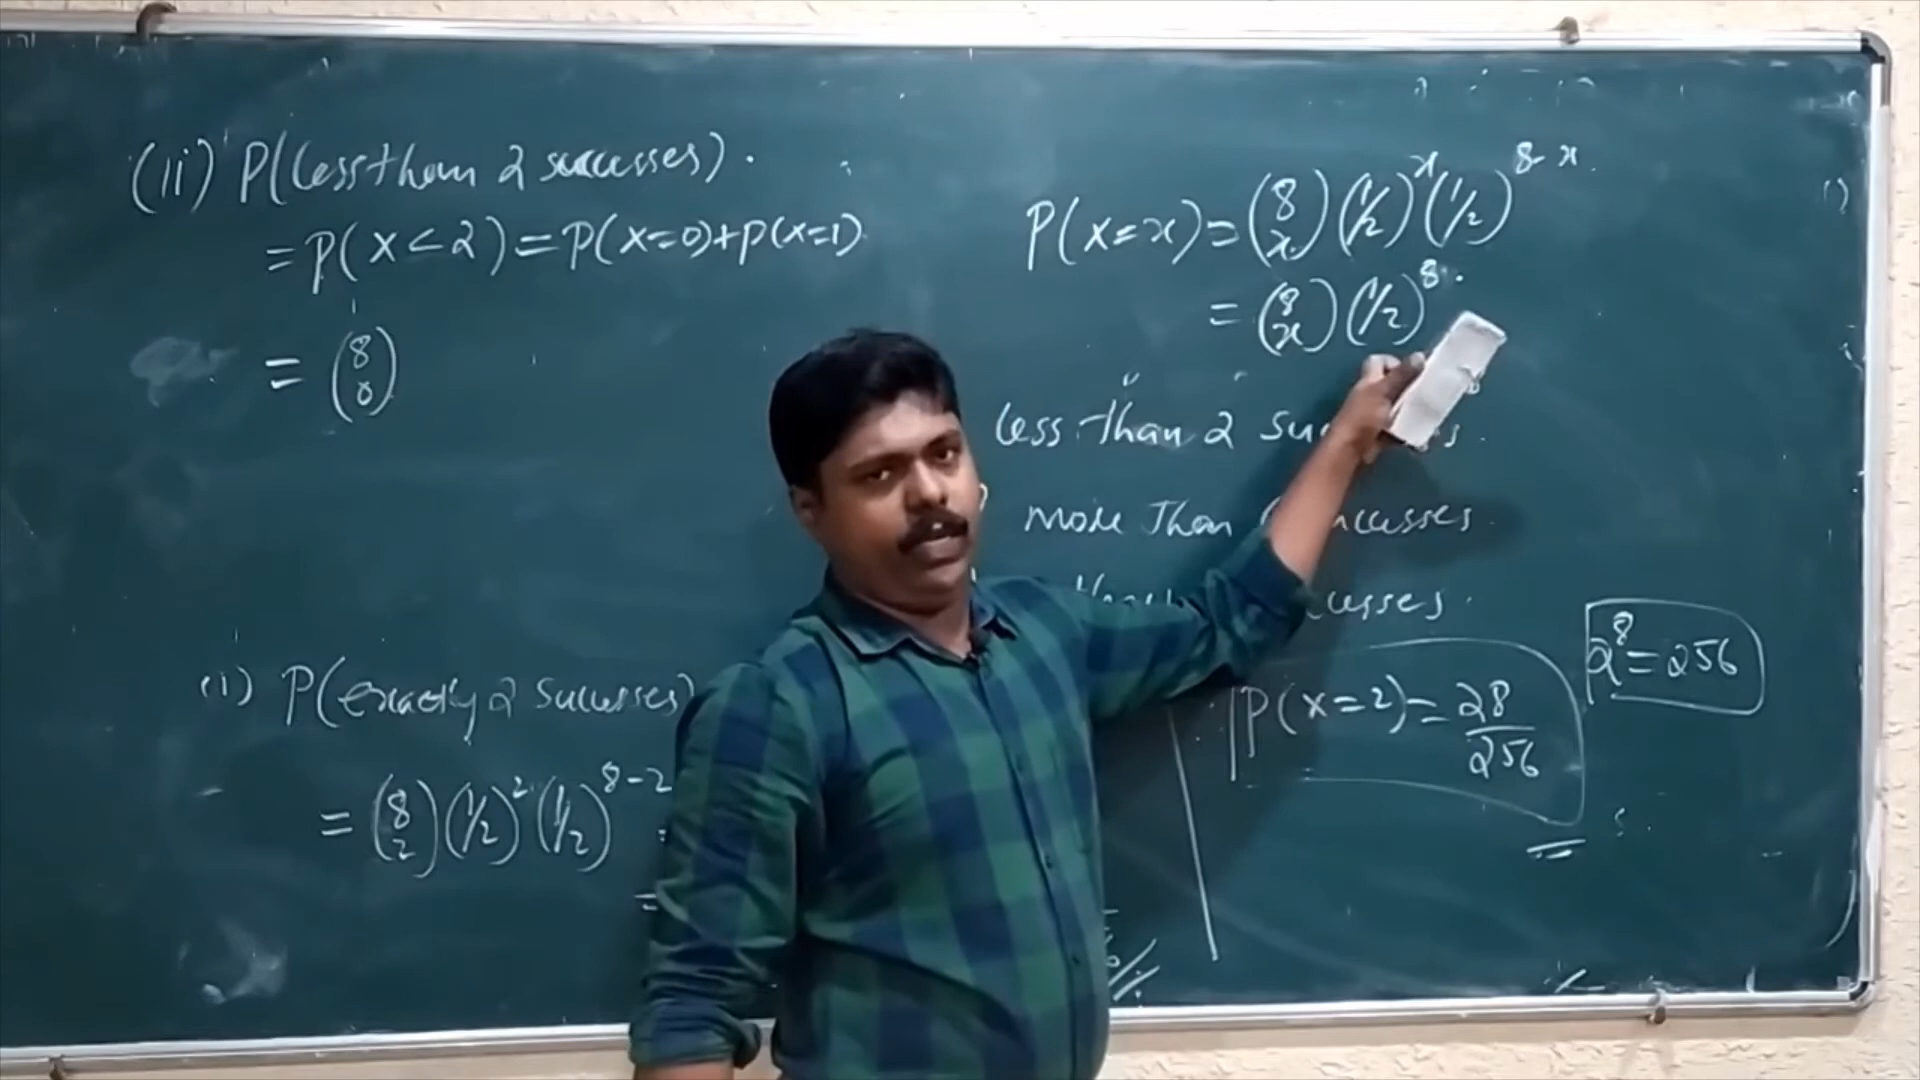 (ii) P(less than 2 successes).
= P(X<2) = P(X=0)+P(X=1)
= (8 0)
P(X=x) = (8 x) (1/2)^x (1/2)^8-x
= (8 x) (1/2)^8.
less than 2
more than
(i) P(exactly 2 successes)
= (8 2) (1/2)^2 (1/2)^8-2 =
=
P(X=2) = 28/256
2^8 = 256